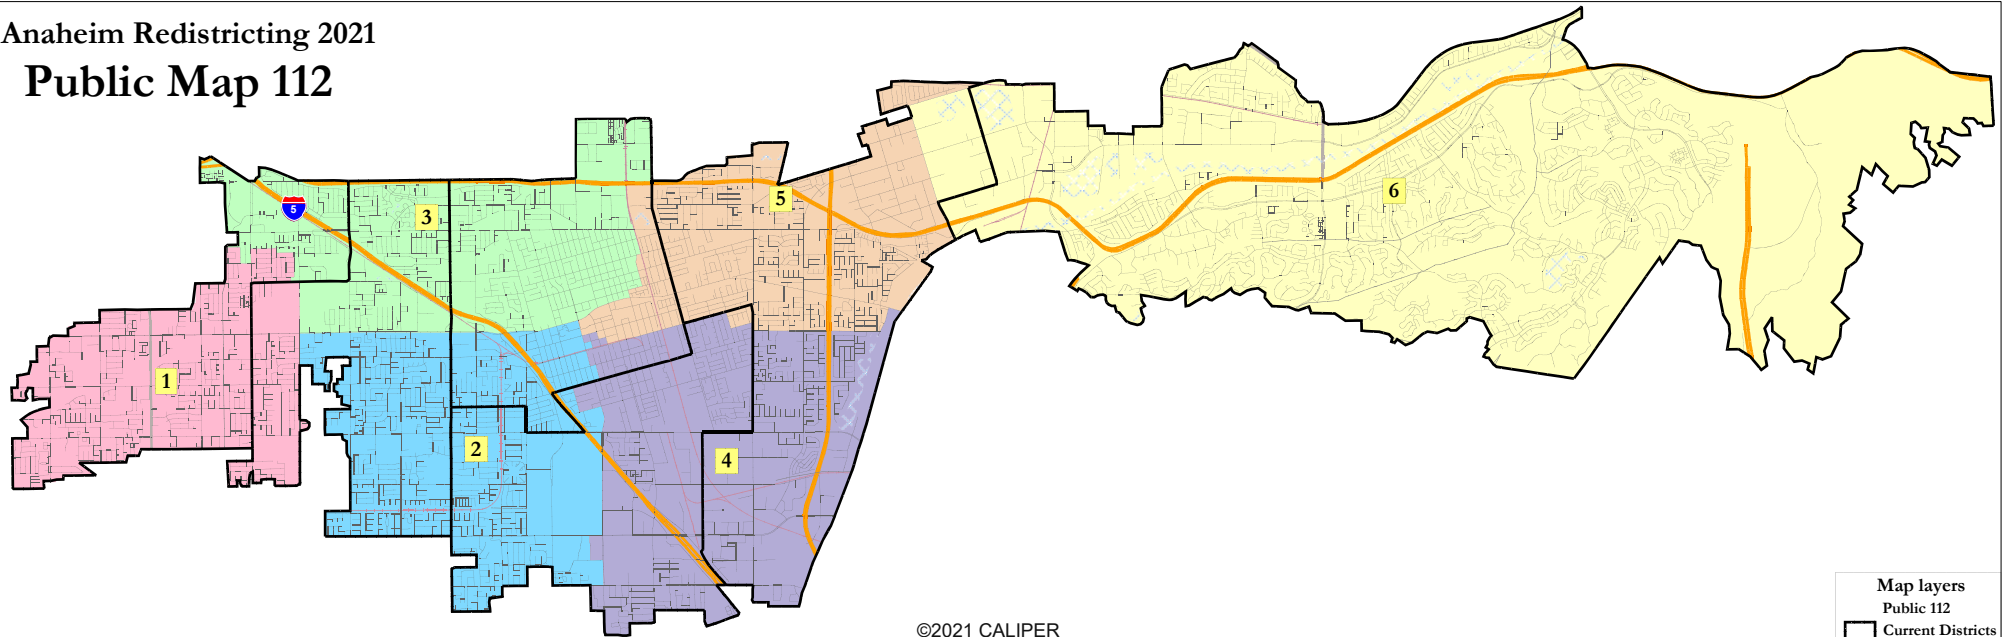 Anaheim Redistricting 2021
Public Map 112
5
3
5
6
1
2
4
©2021 CALIPER
Map layers
Public 112
Current Districts